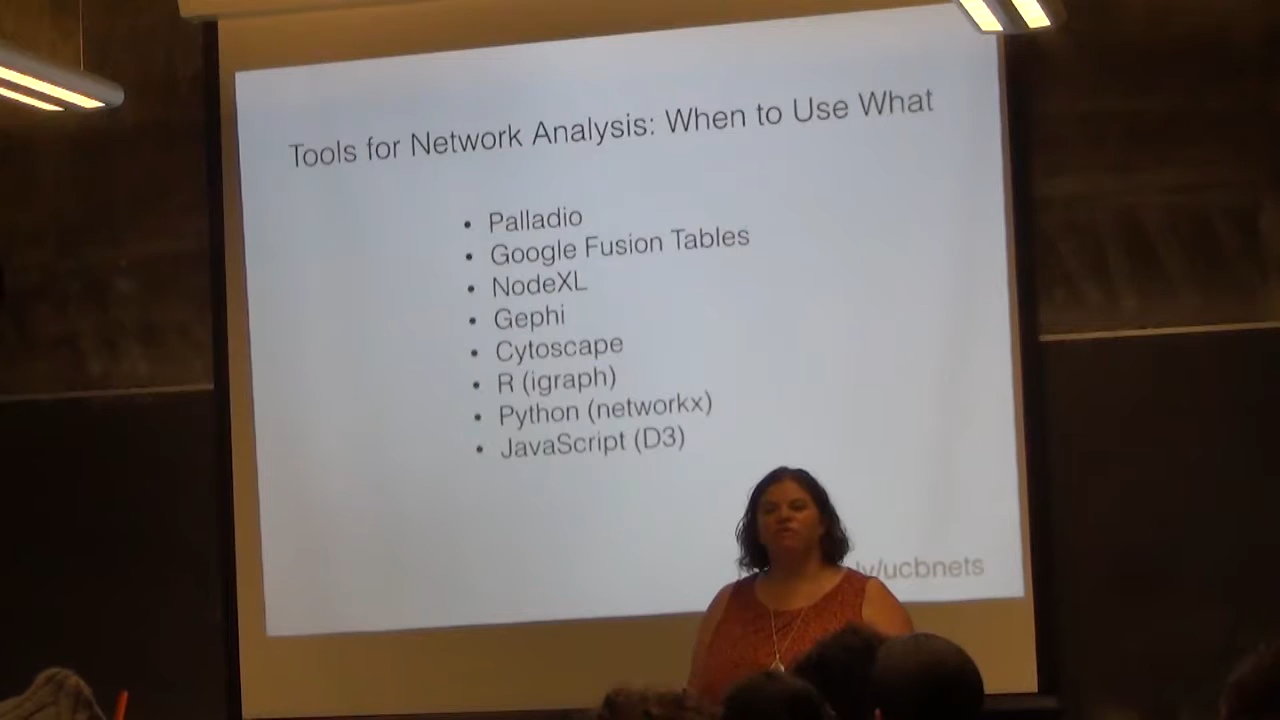 Tools for Network Analysis: When to Use What
• Palladio
• Google Fusion Tables
• NodeXL
• Gephi
• Cytoscape
• R (igraph)
• Python (networkx)
• JavaScript (D3)
ly/ucbnets